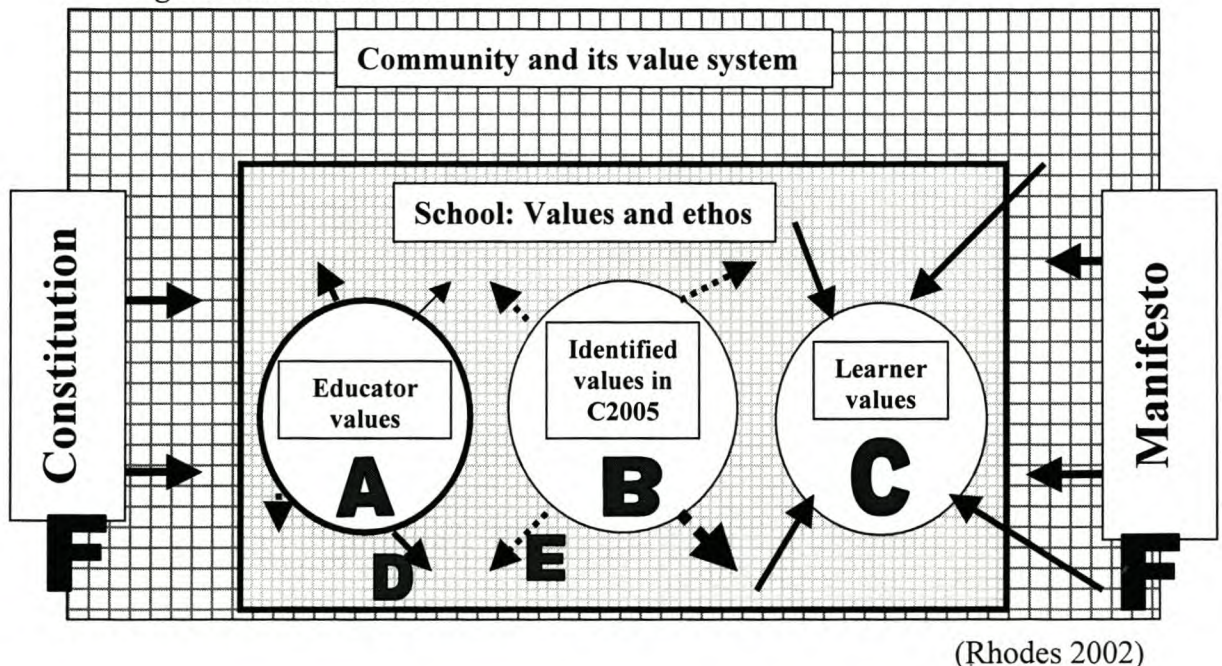 Community and its value system
School: Values and ethos
Constitution
F
Educator
values
A
D
Identified
values in
C2005
B
E
Learner
values
C
Manifesto
F
(Rhodes 2002)